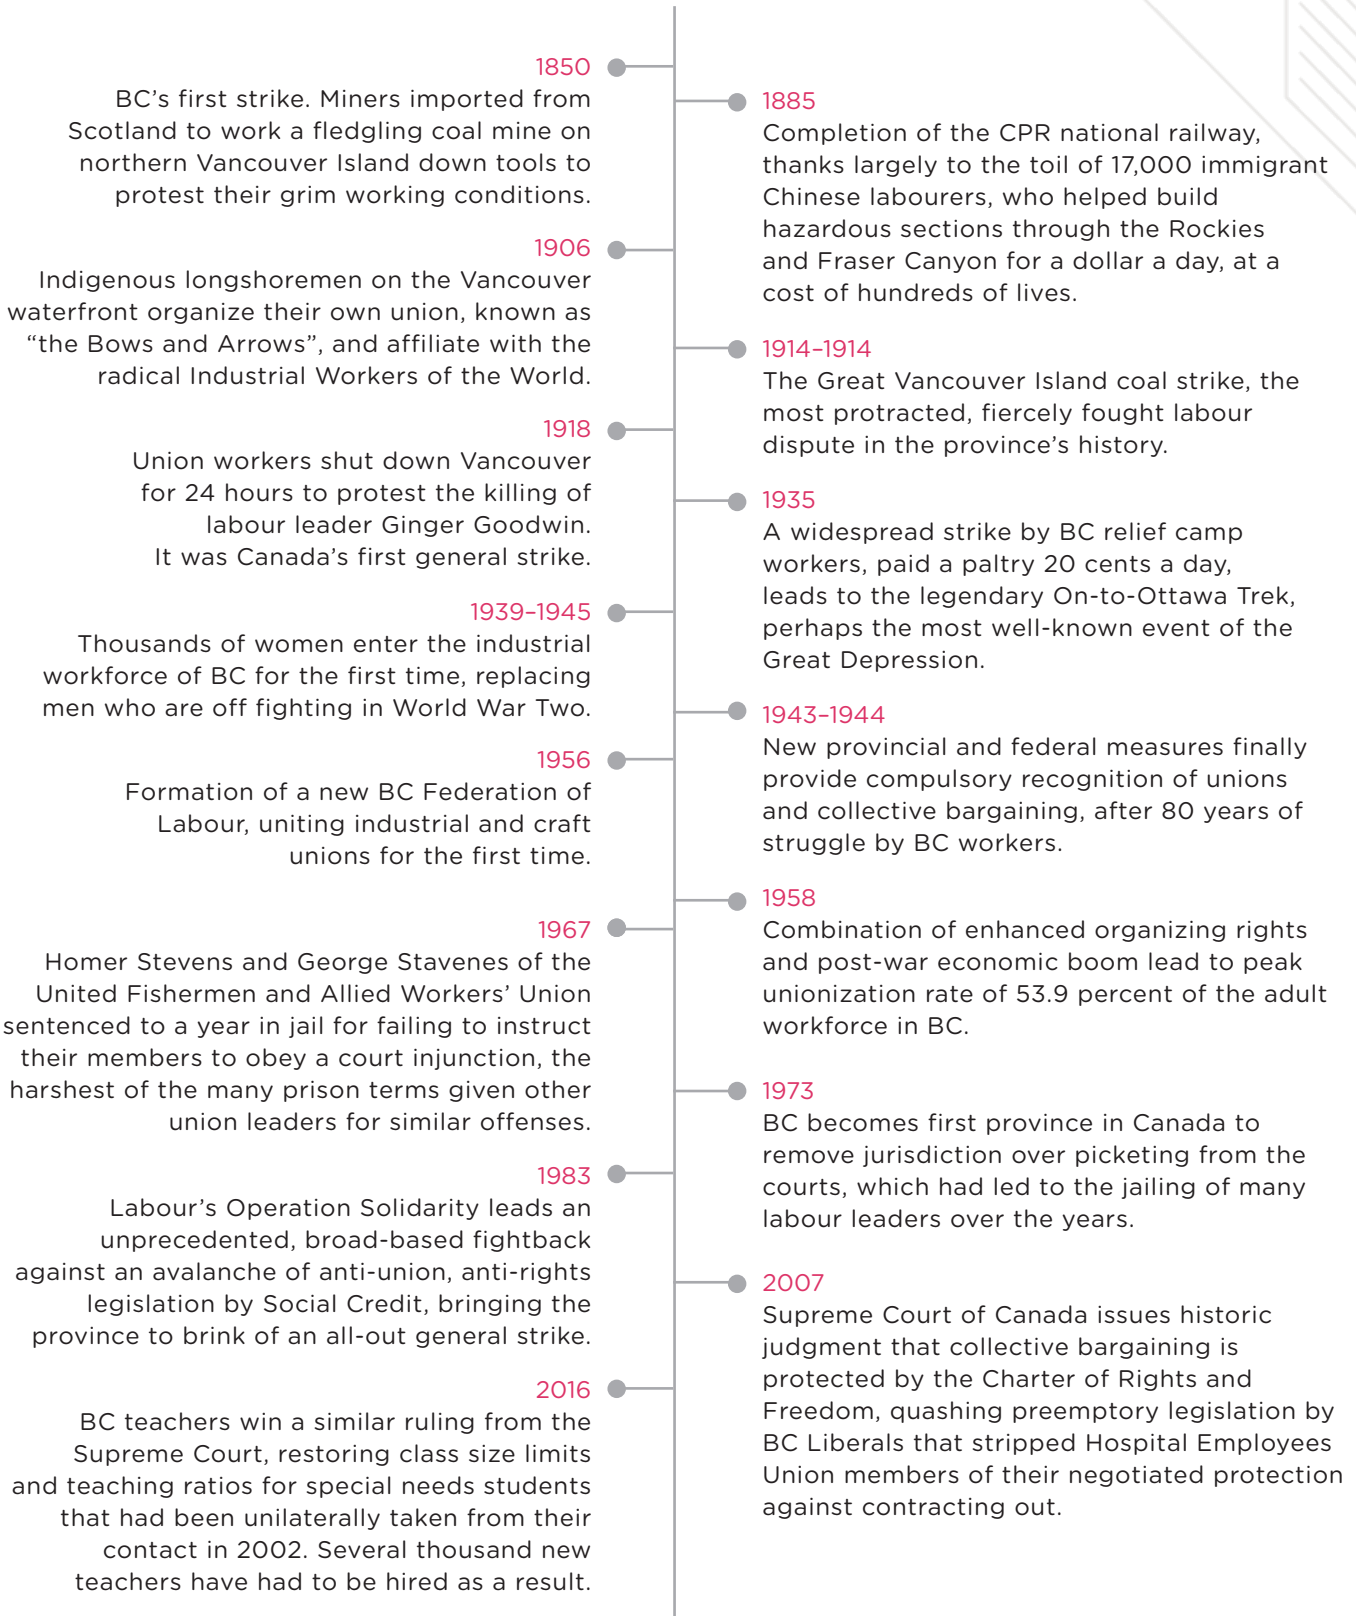 1850
BC’s first strike. Miners imported from
Scotland to work a fledgling coal mine on
northern Vancouver Island down tools to
protest their grim working conditions.
1885
Completion of the CPR national railway,
thanks largely to the toil of 17,000 immigrant
Chinese labourers, who helped build
hazardous sections through the Rockies
and Fraser Canyon for a dollar a day, at a
cost of hundreds of lives.
1906
Indigenous longshoremen on the Vancouver
waterfront organize their own union, known as
“the Bows and Arrows”, and affiliate with the
radical Industrial Workers of the World.
1914–1914
The Great Vancouver Island coal strike, the
most protracted, fiercely fought labour
dispute in the province’s history.
1918
Union workers shut down Vancouver
for 24 hours to protest the killing of
labour leader Ginger Goodwin.
It was Canada’s first general strike.
1935
A widespread strike by BC relief camp
workers, paid a paltry 20 cents a day,
leads to the legendary On-to-Ottawa Trek,
perhaps the most well-known event of the
Great Depression.
1939–1945
Thousands of women enter the industrial
workforce of BC for the first time, replacing
men who are off fighting in World War Two.
1943–1944
New provincial and federal measures finally
provide compulsory recognition of unions
and collective bargaining, after 80 years of
struggle by BC workers.
1956
Formation of a new BC Federation of
Labour, uniting industrial and craft
unions for the first time.
1958
Combination of enhanced organizing rights
and post-war economic boom lead to peak
unionization rate of 53.9 percent of the adult
workforce in BC.
1967
Homer Stevens and George Stavenes of the
United Fishermen and Allied Workers’ Union
sentenced to a year in jail for failing to instruct
their members to obey a court injunction, the
harshest of the many prison terms given other
union leaders for similar offenses.
1973
BC becomes first province in Canada to
remove jurisdiction over picketing from the
courts, which had led to the jailing of many
labour leaders over the years.
1983
Labour’s Operation Solidarity leads an
unprecedented, broad-based fightback
against an avalanche of anti-union, anti-rights
legislation by Social Credit, bringing the
province to brink of an all-out general strike.
2007
Supreme Court of Canada issues historic
judgment that collective bargaining is
protected by the Charter of Rights and
Freedom, quashing preemptory legislation by
BC Liberals that stripped Hospital Employees
Union members of their negotiated protection
against contracting out.
2016
BC teachers win a similar ruling from the
Supreme Court, restoring class size limits
and teaching ratios for special needs students
that had been unilaterally taken from their
contact in 2002. Several thousand new
teachers have had to be hired as a result.